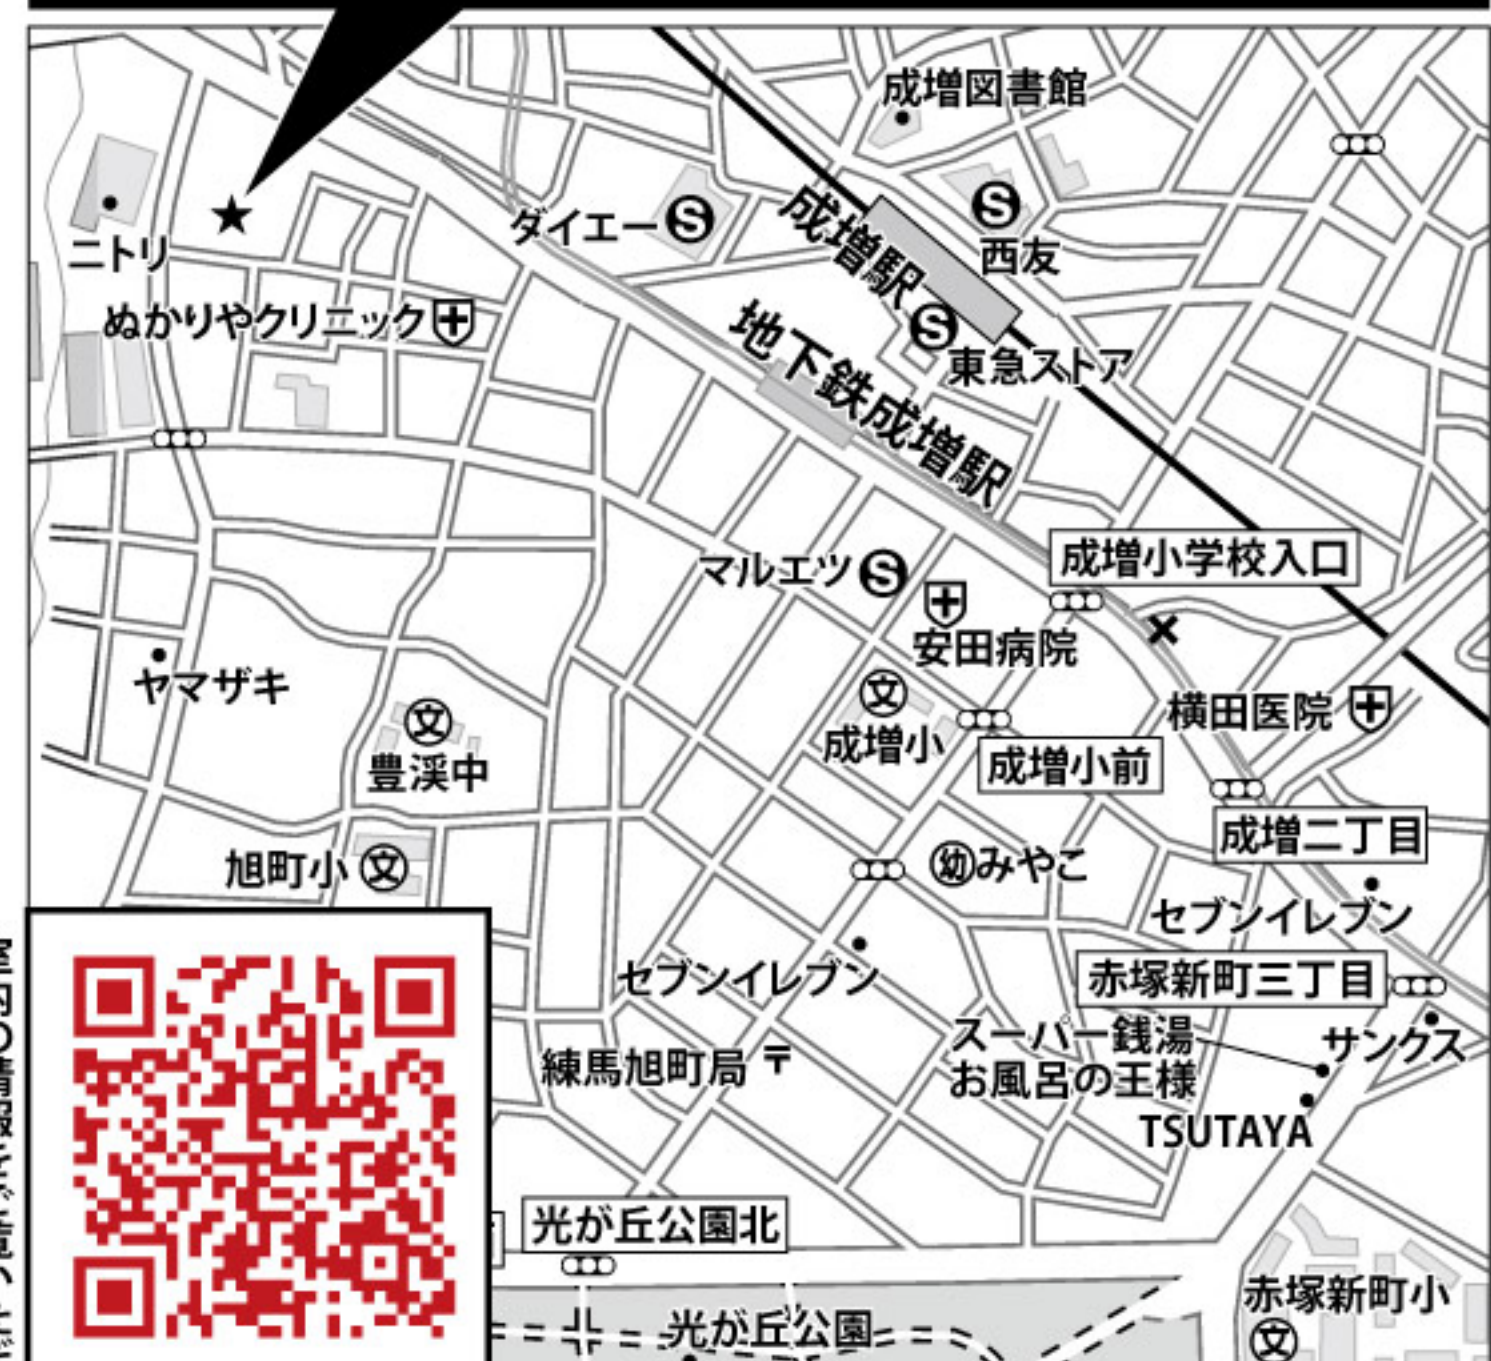 成増図書館
ダイエー
S
成増駅
S
西友
ニトリ
ぬかりやクリニック
S
東急ストア
地下鉄成増駅
マルエツ
S
成増小学校入口
安田病院
ヤマザキ
文
豊渓中
文
成増小
成増小前
横田医院
成増二丁目
旭町小
文
幼
みやこ
セブンイレブン
セブンイレブン
赤塚新町三丁目
練馬旭町局
〒
スーパー銭湯
お風呂の王様
サンクス
TSUTAYA
光が丘公園北
光が丘公園
赤塚新町小
文